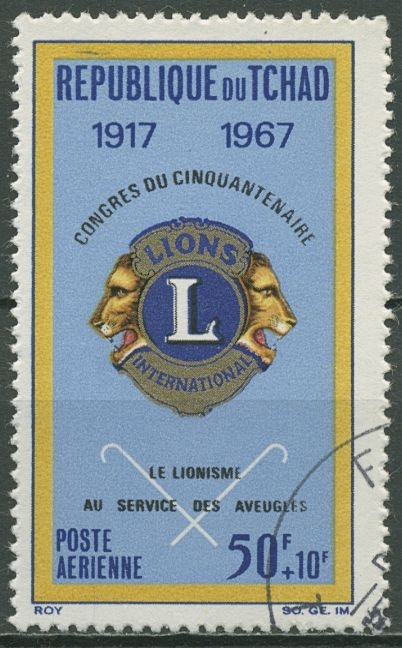 REPUBLIQUE DU TCHAD
1917 1967
CONGRES DU CINQUANTENAIRE
LIONS
L
INTERNATIONAL
LE LIONISME
AU SERVICE DES AVEUGLES
POSTE
AERIENNE
50F
+10F
ROY
SO. GE. IM.